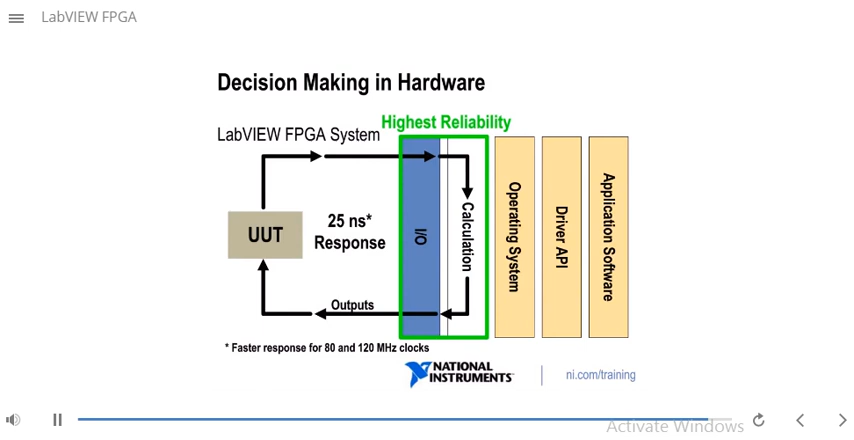 LabVIEW FPGA
Decision Making in Hardware
Highest Reliability
LabVIEW FPGA System
UUT
25 ns*
Response
I/O
Calculation
Operating System
Driver API
Application Software
Outputs
* Faster response for 80 and 120 MHz clocks
NATIONAL
INSTRUMENTS
ni.com/training
Activate Windows